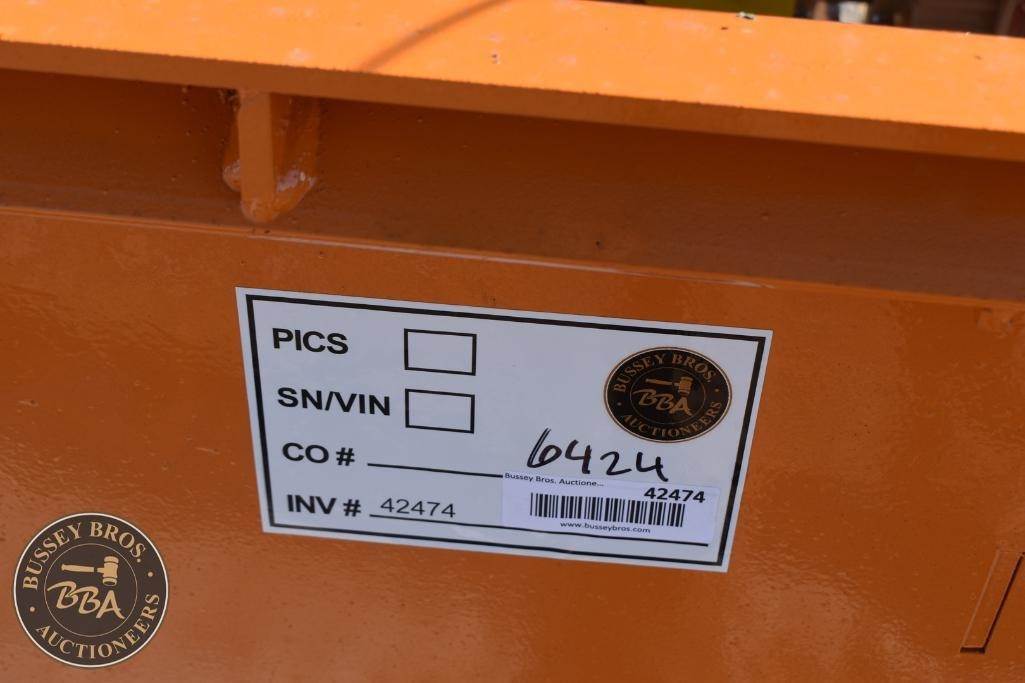 PICS
SN/VIN
CO # 6424
INV # 42474
BUSSEY BROS.
BBA
AUCTIONEERS
Bussey Bros. Auctione...
42474
www.busseybros.com
BUSSEY BROS.
BBA
AUCTIONEERS